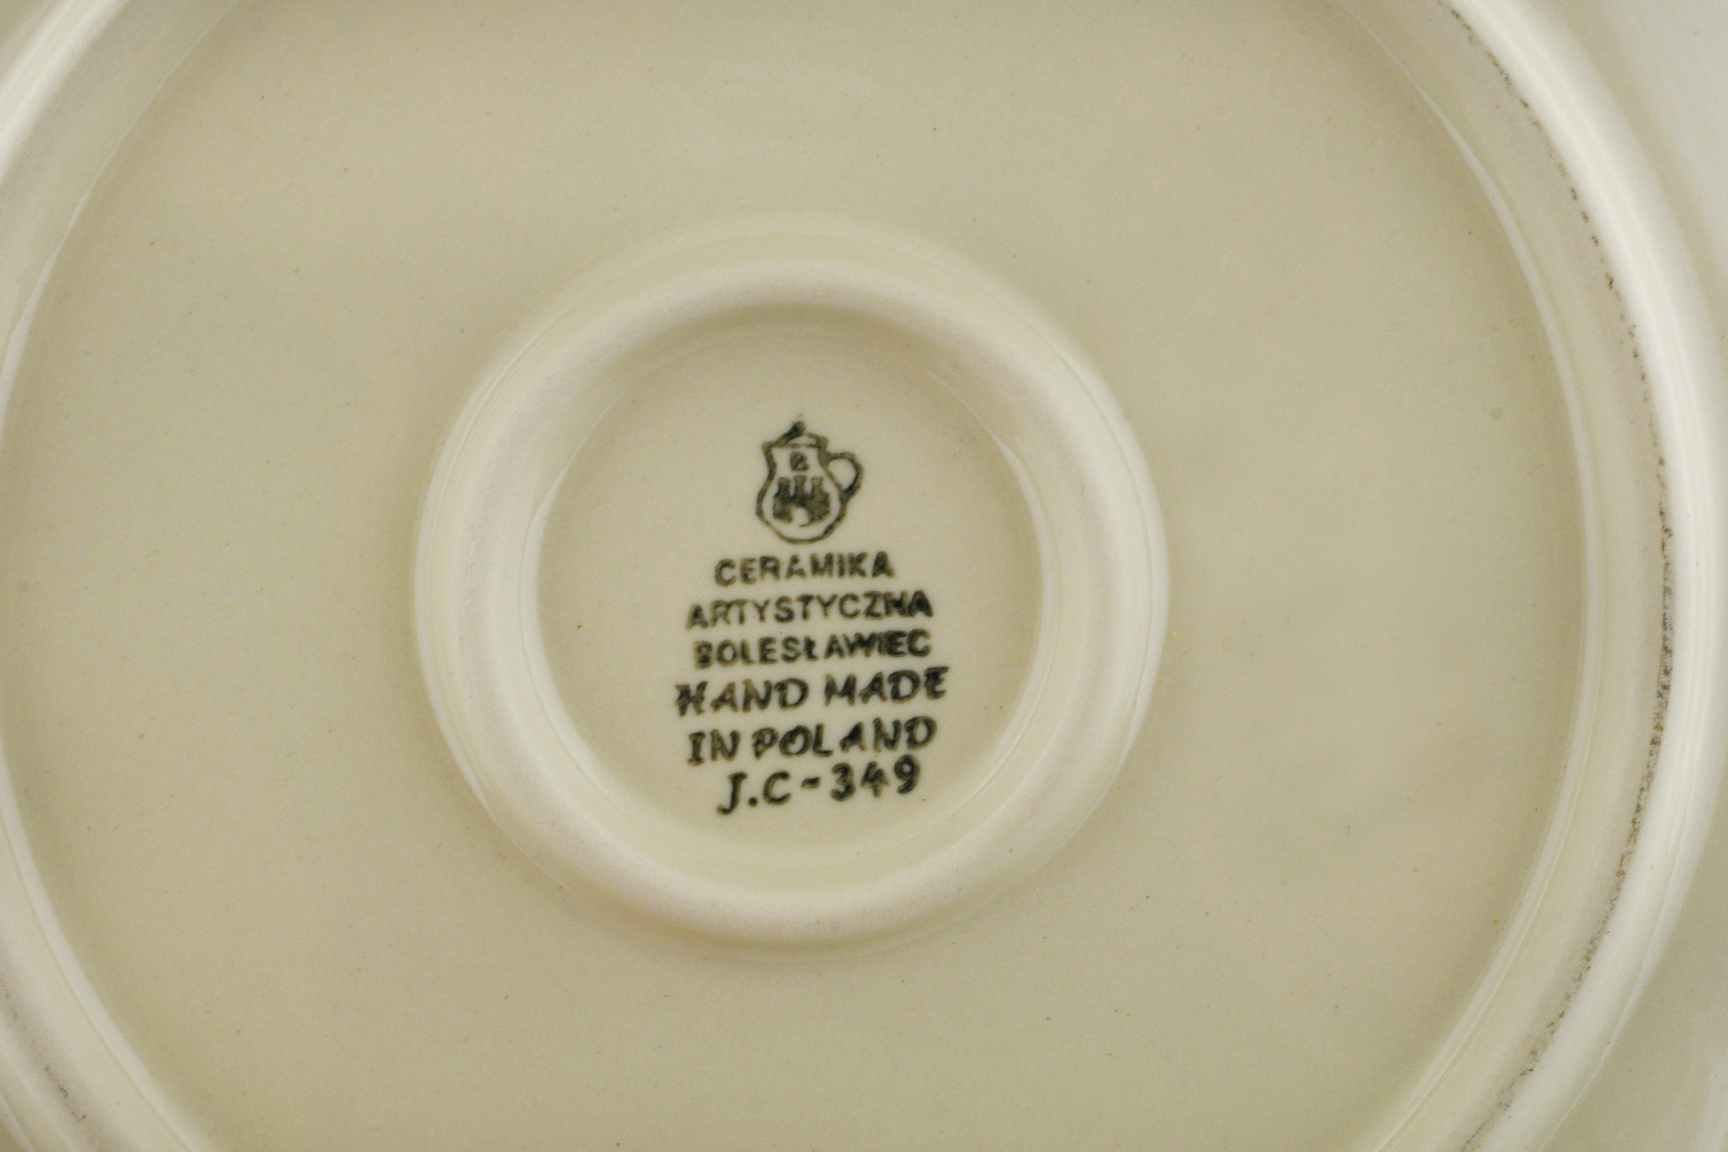 B
CERAMIKA
ARTYSTYCZNA
BOLESŁAWIEC
HAND MADE
IN POLAND
J.C-349